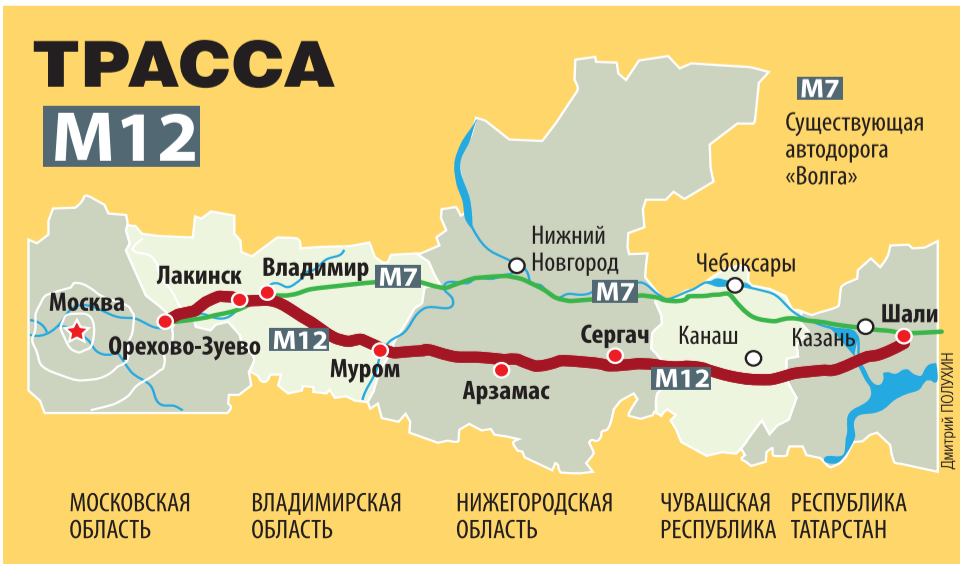 ТРАССА
М12
М7
Существующая
автодорога
«Волга»
Нижний
Новгород
Чебоксары
Владимир
М7
Лакинск
М7
Москва
Шали
Орехово-Зуево
М12
Сергач
Канаш
Казань
Муром
М12
Арзамас
Дмитрий ПОЛУХИН
МОСКОВСКАЯ
ОБЛАСТЬ
ВЛАДИМИРСКАЯ
ОБЛАСТЬ
НИЖЕГОРОДСКАЯ
ОБЛАСТЬ
ЧУВАШСКАЯ
РЕСПУБЛИКА
РЕСПУБЛИКА
ТАТАРСТАН